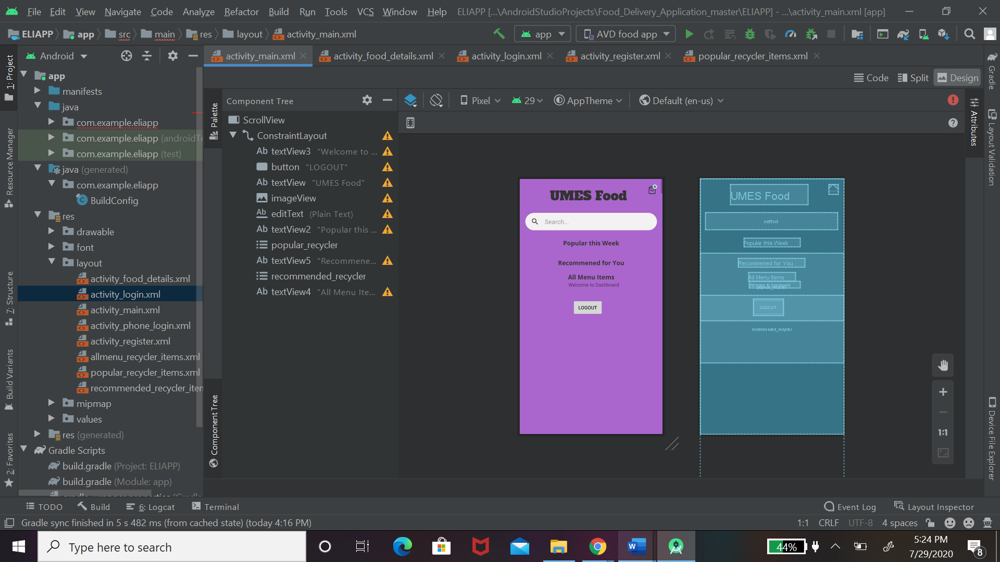 File Edit View Navigate Code Analyze Refactor Build Run Tools VCS Window Help ELIAPP [...\AndroidStudioProjects\Food_Delivery_Application_master\ELIAPP] - ...\activity_main.xml [app]
ELIAPP app src main res layout activity_main.xml app AVD food app
Android activity_main.xml activity_food_details.xml activity_login.xml activity_register.xml popular_recycler_items.xml
Code Split Design
1: Project
Resource Manager
7: Structure
Build Variants
2: Favorites
app
manifests
java
com.example.eliapp
com.example.eliapp (androidTe
com.example.eliapp (test)
java (generated)
com.example.eliapp
BuildConfig
res
drawable
font
layout
activity_food_details.xml
activity_login.xml
activity_main.xml
activity_phone_login.xml
activity_register.xml
allmenu_recycler_items.xml
popular_recycler_items.xml
recommended_recycler_iten
mipmap
values
res (generated)
Gradle Scripts
build.gradle (Project: ELIAPP)
build.gradle (Module: app)
Palette
Component Tree
Component Tree
ScrollView
ConstraintLayout
Ab textView3 "Welcome to ...
button "LOGOUT"
Ab textView "UMES Food"
imageView
Ab editText (Plain Text)
Ab textView2 "Popular this ...
popular_recycler
Ab textView5 "Recommene...
recommended_recycler
Ab textView4 "All Menu Ite...
Pixel 29 AppTheme Default (en-us)
UMES Food
Search...
Popular this Week
Recommened for You
All Menu Items
Welcome to Dashboard
LOGOUT
UMES Food
editText
Popular this Week
Recommened for You
All Menu Items
Welcome to Dashboard
LOGOUT
recommended_recycler
1:1
Attributes
Gradle
Layout Validation
Device File Explorer
TODO Build 6: Logcat Terminal Event Log Layout Inspector
Gradle sync finished in 5 s 482 ms (from cached state) (today 4:16 PM) 1:1 CRLF UTF-8 4 spaces
Type here to search
W
44%
5:24 PM
7/29/2020
8